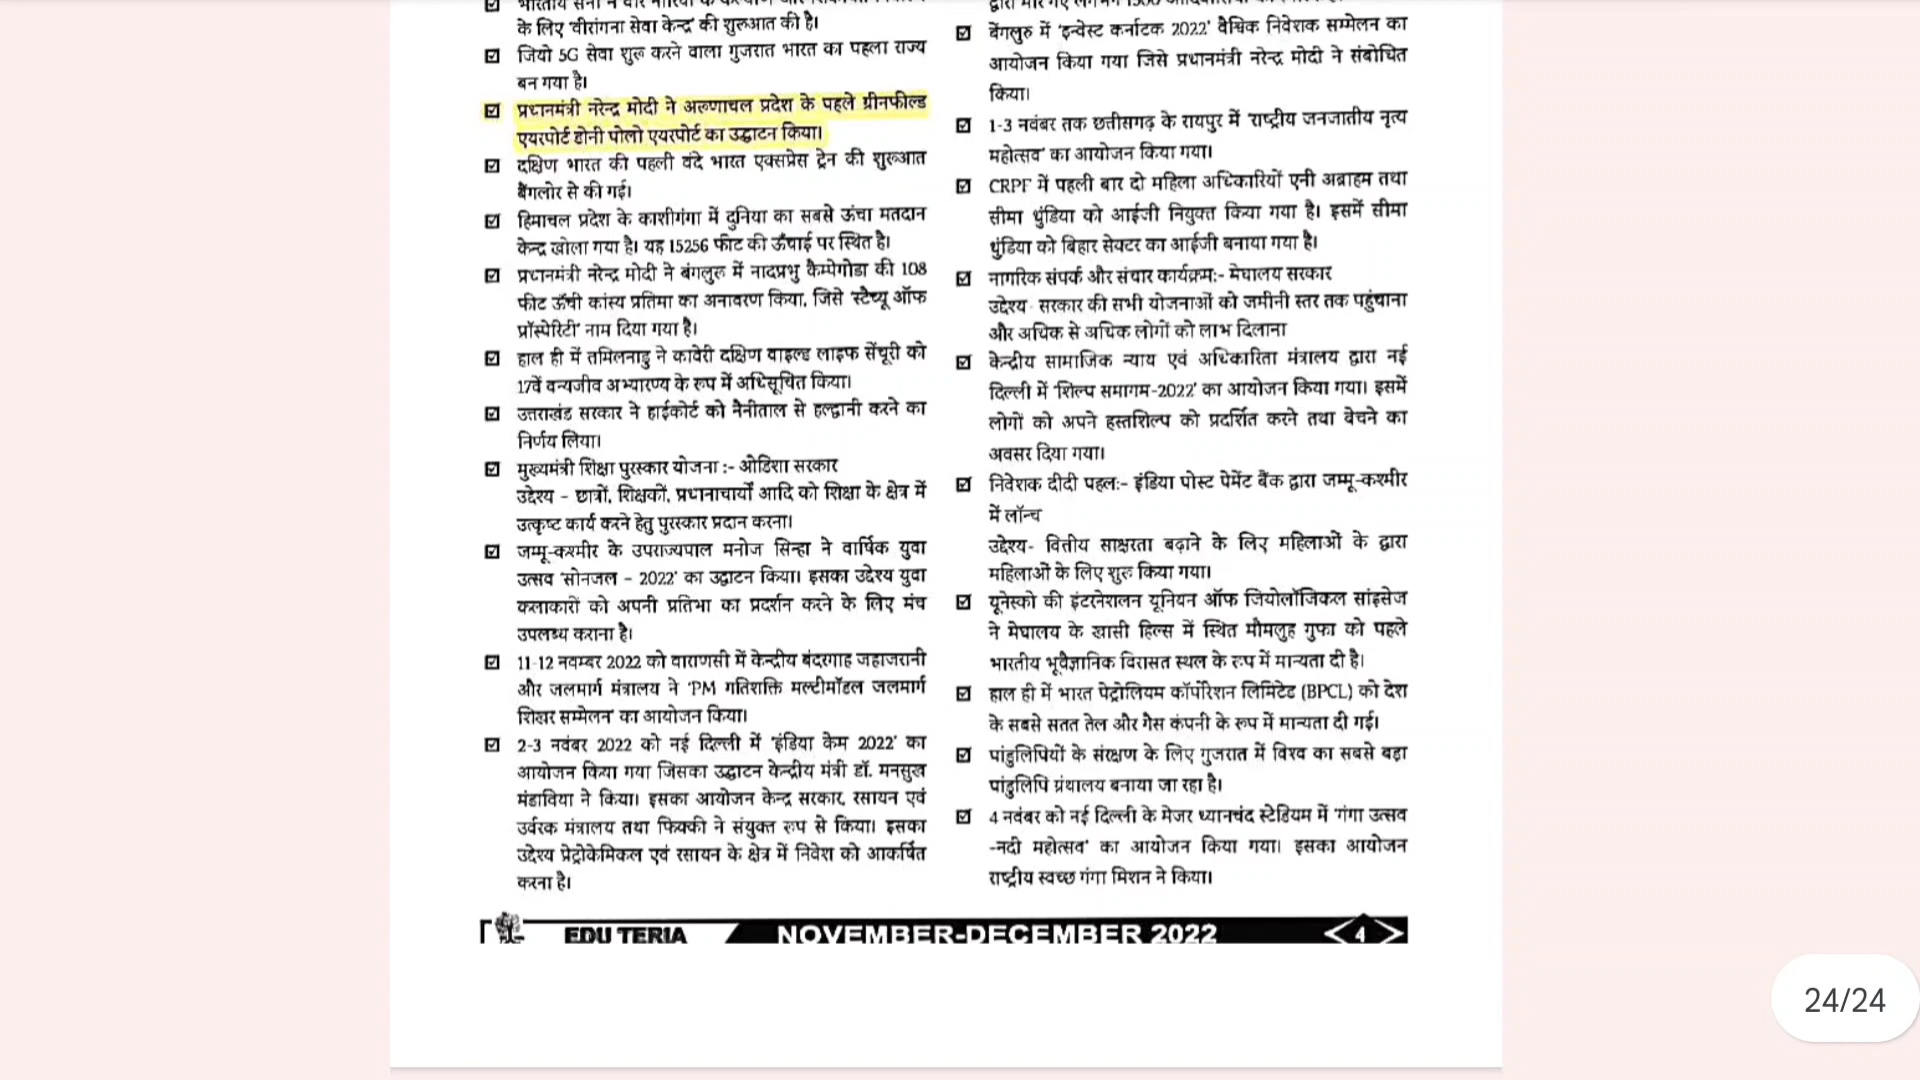 के लिए 'वीरांगना सेवा केन्द्र' की शुरुआत की है।
जियो 5G सेवा शुरू करने वाला गुजरात भारत का पहला राज्य
बन गया है।
प्रधानमंत्री नरेन्द्र मोदी ने अरूणाचल प्रदेश के पहले ग्रीनफील्ड
एयरपोर्ट होनी पोलो एयरपोर्ट का उद्घाटन किया।
दक्षिण भारत की पहली वंदे भारत एक्सप्रेस ट्रेन की शुरूआत
बैंगलोर से की गई।
हिमाचल प्रदेश के काशीगंगा में दुनिया का सबसे ऊंचा मतदान
केन्द्र खोला गया है। यह 15256 फीट की ऊँचाई पर स्थित है।
प्रधानमंत्री नरेन्द्र मोदी ने बंगलुरू में नादप्रभु कैम्पेगोडा की 108
फीट ऊँची कांस्य प्रतिमा का अनावरण किया, जिसे 'स्टैच्यू ऑफ
प्रॉस्पेरिटी' नाम दिया गया है।
हाल ही में तमिलनाडु ने कावेरी दक्षिण वाइल्ड लाइफ सेंचूरी को
17वें वन्यजीव अभ्यारण्य के रूप में अधिसूचित किया।
उत्तराखंड सरकार ने हाईकोर्ट को नैनीताल से हल्द्वानी करने का
निर्णय लिया।
मुख्यमंत्री शिक्षा पुरस्कार योजना :- ओडिशा सरकार
उद्देश्य – छात्रों, शिक्षकों, प्रधानाचार्यों आदि को शिक्षा के क्षेत्र में
उत्कृष्ट कार्य करने हेतु पुरस्कार प्रदान करना।
जम्मू-कश्मीर के उपराज्यपाल मनोज सिन्हा ने वार्षिक युवा
उत्सव 'सोनजल – 2022' का उद्घाटन किया। इसका उद्देश्य युवा
कलाकारों को अपनी प्रतिभा का प्रदर्शन करने के लिए मंच
उपलब्ध कराना है।
11-12 नवम्बर 2022 को वाराणसी में केन्द्रीय बंदरगाह जहाजरानी
और जलमार्ग मंत्रालय ने 'PM गतिशक्ति मल्टीमॉडल जलमार्ग
शिखर सम्मेलन' का आयोजन किया।
2-3 नवंबर 2022 को नई दिल्ली में 'इंडिया केम 2022' का
आयोजन किया गया जिसका उद्घाटन केन्द्रीय मंत्री डॉ. मनसुख
मंडाविया ने किया। इसका आयोजन केन्द्र सरकार, रसायन एवं
उर्वरक मंत्रालय तथा फिक्की ने संयुक्त रूप से किया। इसका
उद्देश्य प्रेट्रोकेमिकल एवं रसायन के क्षेत्र में निवेश को आकर्षित
करना है।
बेंगलुरु में 'इन्वेस्ट कर्नाटक 2022' वैश्विक निवेशक सम्मेलन का
आयोजन किया गया जिसे प्रधानमंत्री नरेन्द्र मोदी ने संबोधित
किया।
1-3 नवंबर तक छत्तीसगढ़ के रायपुर में 'राष्ट्रीय जनजातीय नृत्य
महोत्सव' का आयोजन किया गया।
CRPF में पहली बार दो महिला अधिकारियों एनी अब्राहम तथा
सीमा धुंडिया को आईजी नियुक्त किया गया है। इसमें सीमा
धुंडिया को बिहार सेक्टर का आईजी बनाया गया है।
नागरिक संपर्क और संचार कार्यक्रम:- मेघालय सरकार
उद्देश्य- सरकार की सभी योजनाओं को जमीनी स्तर तक पहुंचाना
और अधिक से अधिक लोगों को लाभ दिलाना
केन्द्रीय सामाजिक न्याय एवं अधिकारिता मंत्रालय द्वारा नई
दिल्ली में 'शिल्प समागम-2022' का आयोजन किया गया। इसमें
लोगों को अपने हस्तशिल्प को प्रदर्शित करने तथा बेचने का
अवसर दिया गया।
निवेशक दीदी पहल:- इंडिया पोस्ट पेमेंट बैंक द्वारा जम्मू-कश्मीर
में लॉन्च
उद्देश्य- वित्तीय साक्षरता बढ़ाने के लिए महिलाओं के द्वारा
महिलाओं के लिए शुरू किया गया।
यूनेस्को की इंटरनेशलन यूनियन ऑफ जियोलॉजिकल साइंसेज
ने मेघालय के खासी हिल्स में स्थित मौमलुह गुफा को पहले
भारतीय भूवैज्ञानिक विरासत स्थल के रूप में मान्यता दी है।
हाल ही में भारत पेट्रोलियम कॉर्पोरेशन लिमिटेड (BPCL) को देश
के सबसे सतत तेल और गैस कंपनी के रूप में मान्यता दी गई।
पांडुलिपियों के संरक्षण के लिए गुजरात में विश्व का सबसे बड़ा
पांडुलिपि ग्रंथालय बनाया जा रहा है।
4 नवंबर को नई दिल्ली के मेजर ध्यानचंद स्टेडियम में 'गंगा उत्सव
-नदी महोत्सव' का आयोजन किया गया। इसका आयोजन
राष्ट्रीय स्वच्छ गंगा मिशन ने किया।
EDU TERIA NOVEMBER-DECEMBER 2022 4
24/24